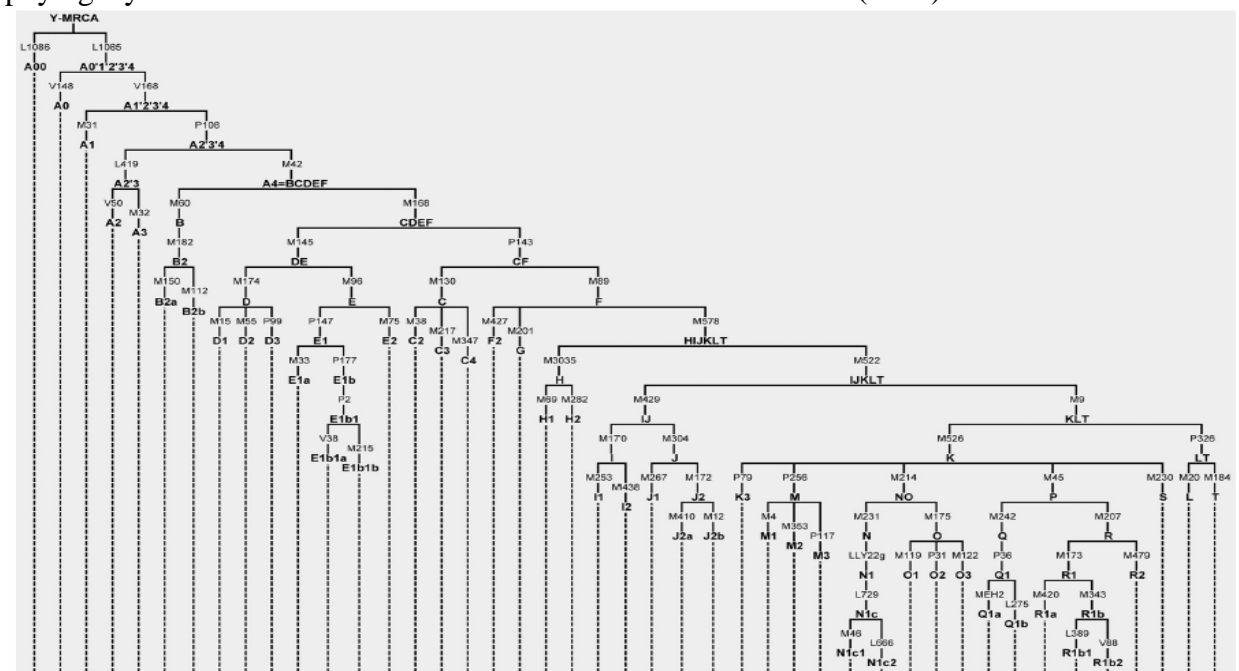 Y-MRCA
L1086 L1085
A00 A0'1'2'3'4
V148 V168
A0 A1'2'3'4
M31 P108
A1 A2'3'4
L419 M42
A2'3 A4=BCDEF
V50 M32 M60 M168
A2 A3 B CDEF
M182 M145 P143
B2 DE CF
M150 M112 M174 M96 M130 M89
B2a B2b D E C F
M15 M55 P99 P147 M75 M38 M217 M347 M427 M201 M578
D1 D2 D3 E1 E2 C2 C3 C4 F2 G HIJKLT
M33 P177 M3035 M522
E1a E1b H IJKLT
P2 M69 M282 M429 M9
E1b1 H1 H2 IJ KLT
V38 M215 M170 M304 M526 P326
E1b1a E1b1b I J K LT
M253 M438 M267 M172 P79 P256 M214 M45 M230 M20 M184
I1 I2 J1 J2 K3 M NO P S L T
M410 M12 M4 M353 P117 M231 M175 M242 M207
J2a J2b M1 M2 M3 N O Q R
LLY22g M119 P31 M122 P36 M173 M479
N1 O1 O2 O3 Q1 R1 R2
L729 MEH2 L275 M420 M343
N1c Q1a Q1b R1a R1b
M46 L666 L389 V88
N1c1 N1c2 R1b1 R1b2